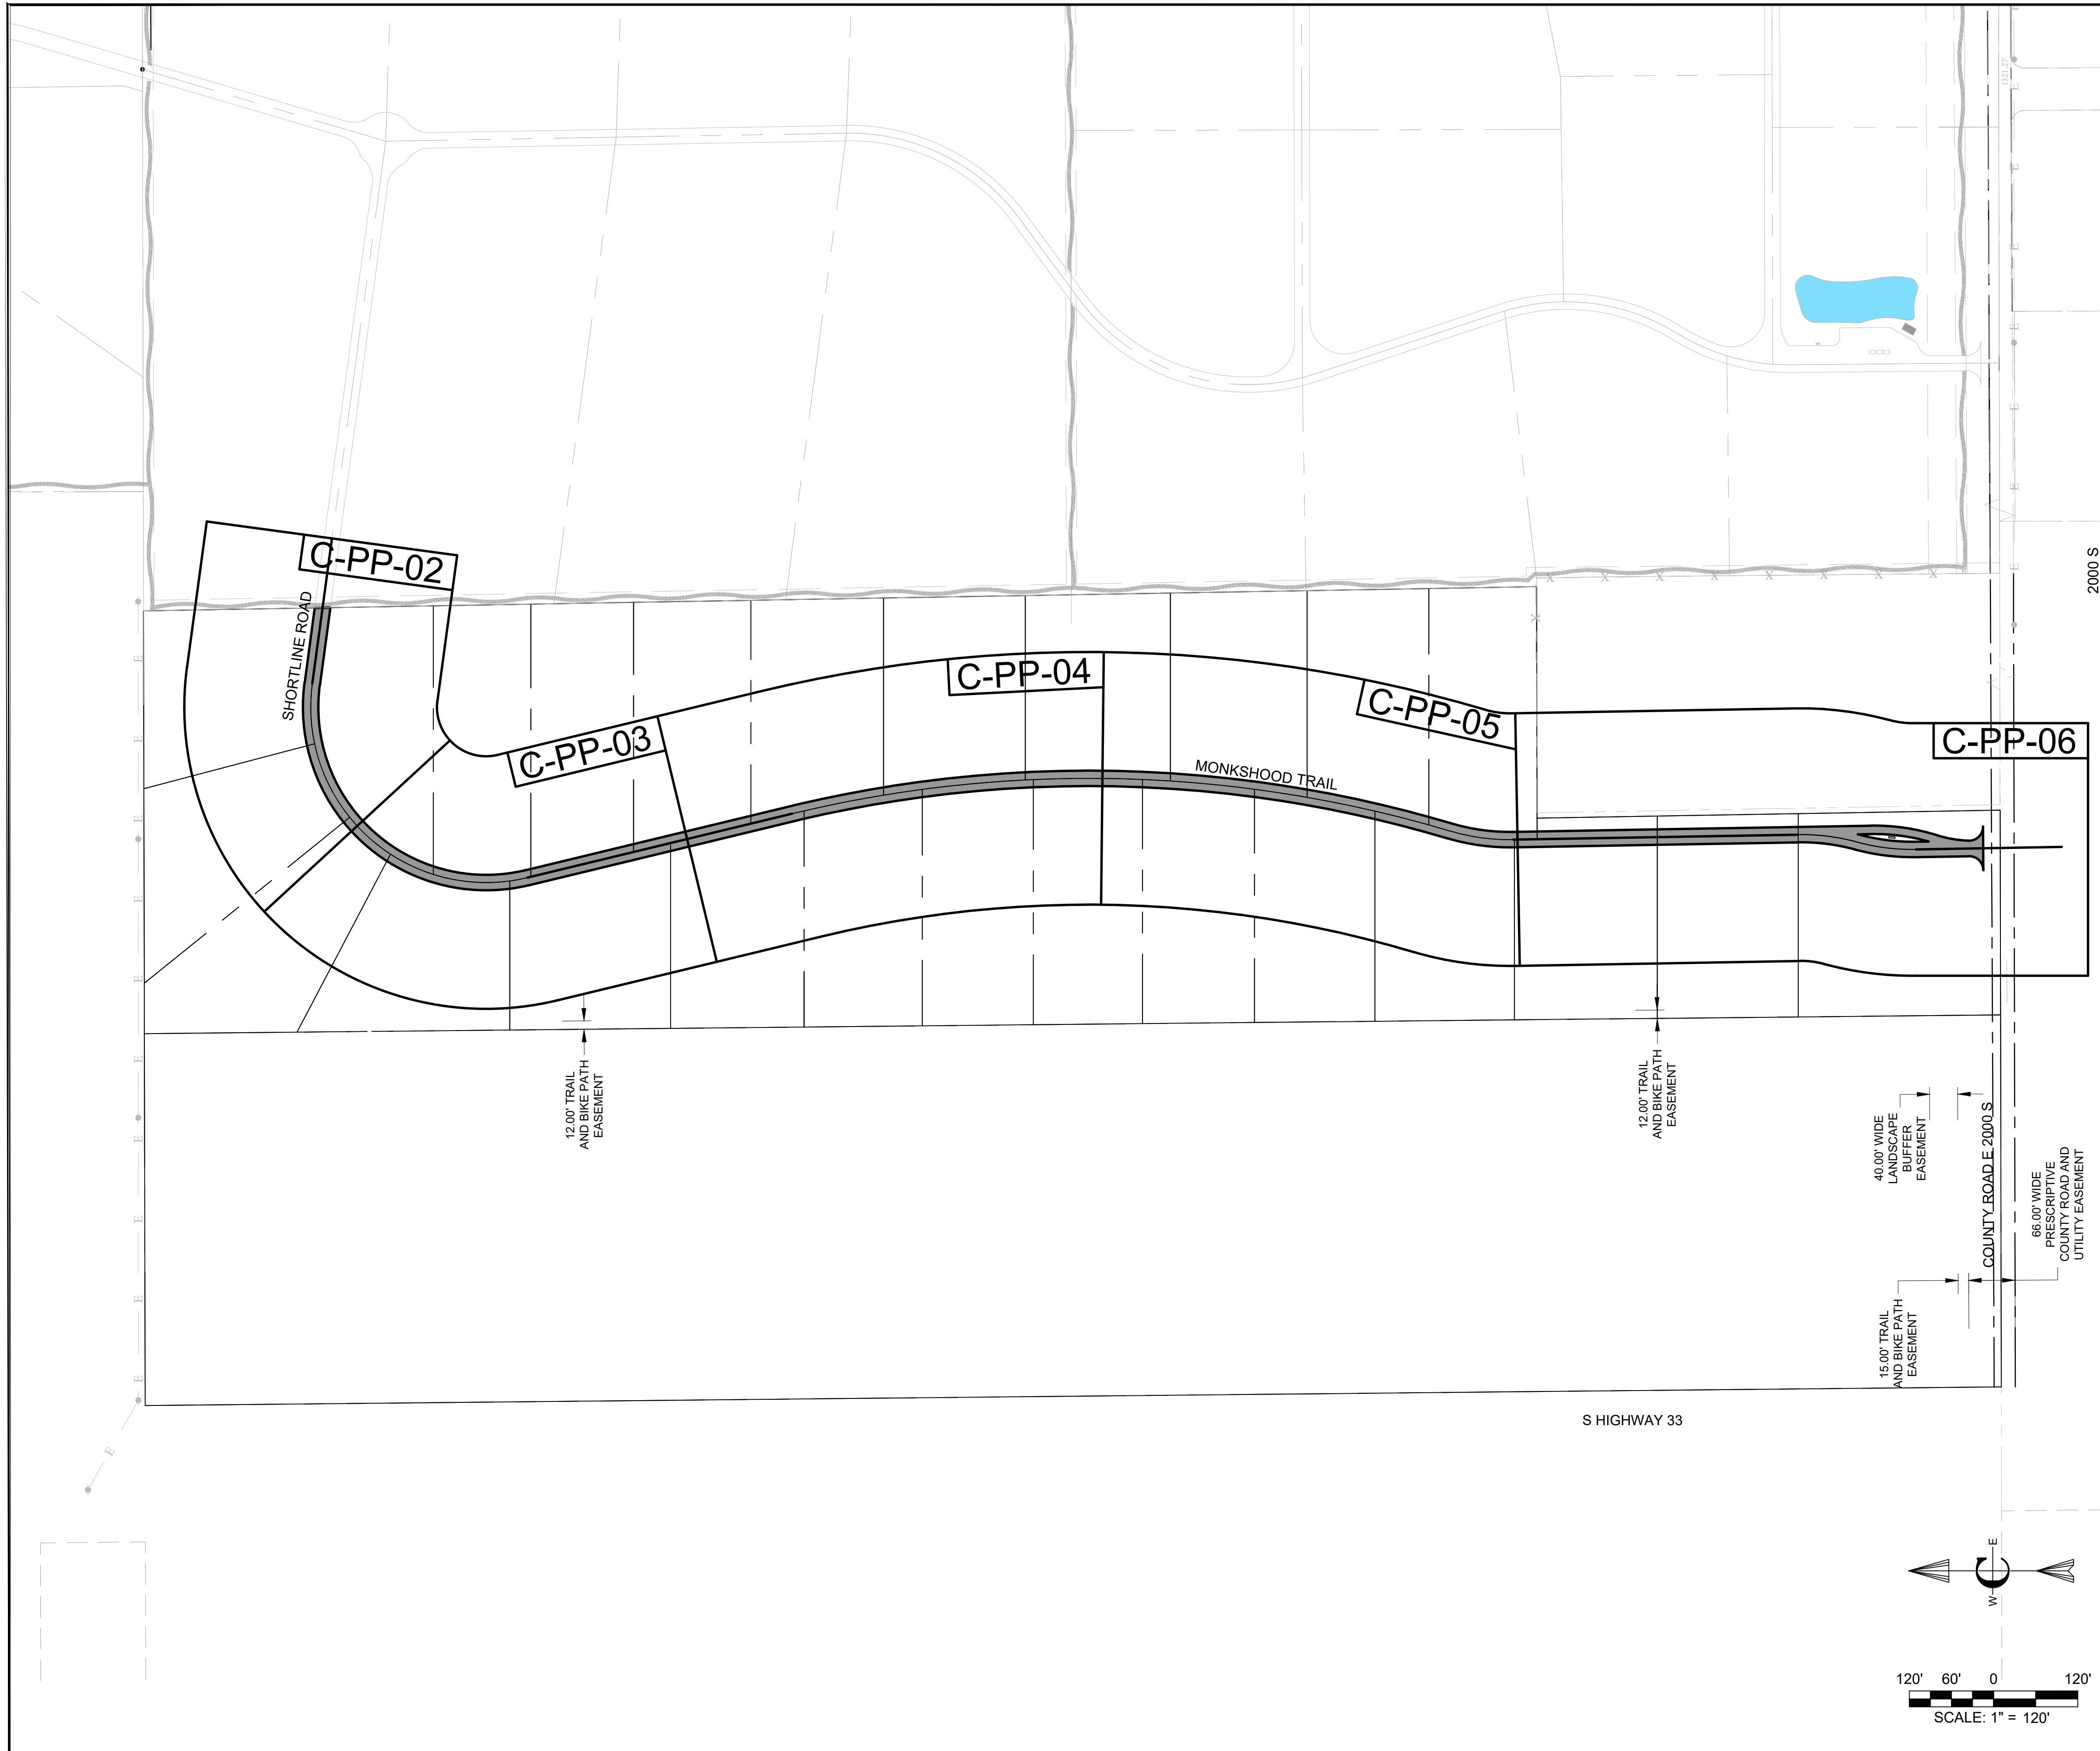 1321.27'
2000 S
C-PP-02
SHORTLINE ROAD
C-PP-03
C-PP-04
MONKSHOOD TRAIL
C-PP-05
C-PP-06
E
E
E
E
E
E
E
E
X
X
X
X
X
X
X
X
X
E
E
E
E
E
E
E
E
E
E
E
12.00' TRAIL
AND BIKE PATH
EASEMENT
12.00' TRAIL
AND BIKE PATH
EASEMENT
40.00' WIDE
LANDSCAPE
BUFFER
EASEMENT
COUNTY ROAD E 2000 S
66.00' WIDE
PRESCRIPTIVE
COUNTY ROAD AND
UTILITY EASEMENT
15.00' TRAIL
AND BIKE PATH
EASEMENT
S HIGHWAY 33
E
C
W
120' 60' 0 120'
SCALE: 1" = 120'